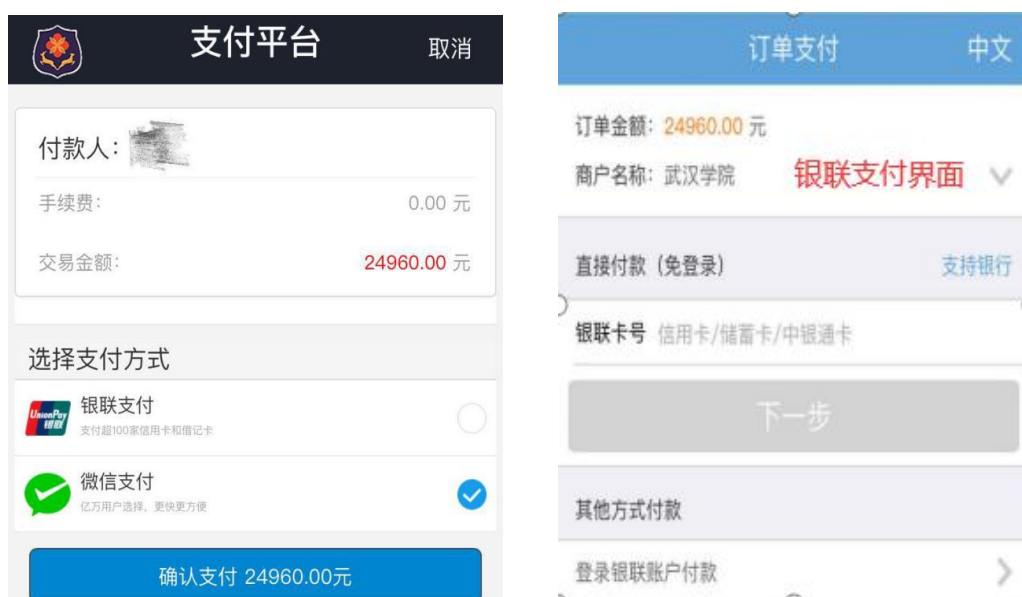 支付平台
取消
付款人：
手续费：
0.00 元
交易金额：
24960.00 元
选择支付方式
UnionPay
银联
银联支付
支付超100家信用卡和借记卡
微信支付
亿万用户选择，更快更方便
确认支付 24960.00元
订单支付
中文
订单金额：24960.00 元
商户名称：武汉学院
银联支付界面
直接付款（免登录）
支持银行
银联卡号 信用卡/储蓄卡/中银通卡
下一步
其他方式付款
登录银联账户付款